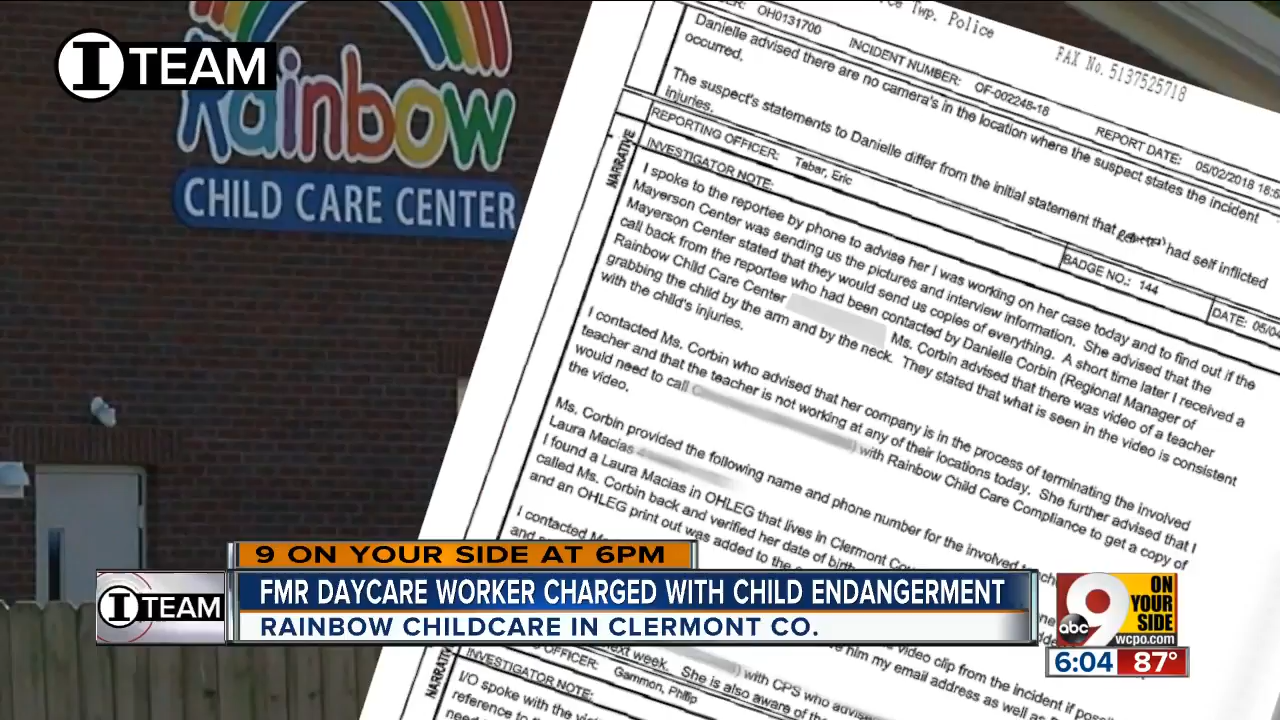 I TEAM
Rainbow
CHILD CARE CENTER
Twp. Police
FAX No. 5137525718
OH0131700
INCIDENT NUMBER: OF-002248-18
REPORT DATE: 05/02/2018
Danielle advised there are no camera's in the location where the suspect states the incident
occurred.
The suspect's statements to Danielle differ from the initial statement that had self inflicted
injuries.
REPORTING OFFICER: Tabar, Eric
BADGE NO.: 144
DATE: 05/04
NARRATIVE
INVESTIGATOR NOTE:
I spoke to the reportee by phone to advise her I was working on her case today and to find out if the
Mayerson Center was sending us the pictures and interview information. She advised that the
Mayerson Center stated that they would send us copies of everything. A short time later I received a
call back from the reportee who had been contacted by Danielle Corbin (Regional Manager of
Rainbow Child Care Center Ms. Corbin advised that there was video of a teacher
grabbing the child by the arm and by the neck. They stated that what is seen in the video is consistent
with the child's injuries.
I contacted Ms. Corbin who advised that her company is in the process of terminating the involved
teacher and that the teacher is not working at any of their locations today. She further advised that I
would need to call with Rainbow Child Care Compliance to get a copy of
the video.
Ms. Corbin provided the following name and phone number for the involved
Laura Macias
I found a Laura Macias in OHLEG that lives in Clermont
called Ms. Corbin back and verified her date of birth
and an OHLEG print out was added to the
I contacted
video clip from the incident if
him my email address as well as
next week. She is also aware of the
with CPS who
OFFICER: Gammon, Philip
NARRATIVE
INVESTIGATOR NOTE:
I/O spoke with the
reference to
9 ON YOUR SIDE AT 6PM
I TEAM
FMR DAYCARE WORKER CHARGED WITH CHILD ENDANGERMENT
RAINBOW CHILDCARE IN CLERMONT CO.
abc 9 ON YOUR SIDE
wcpo.com
6:04 87°